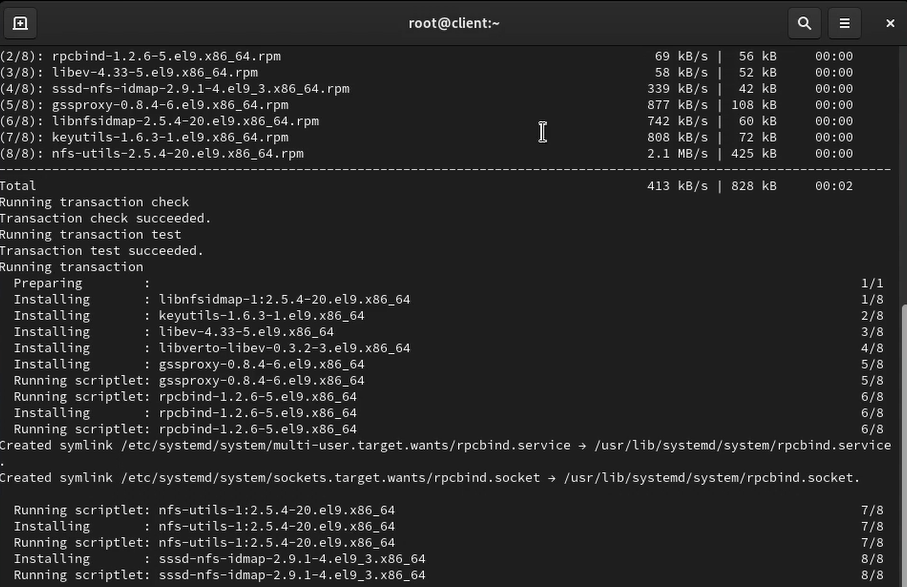 root@client:~
(2/8): rpcbind-1.2.6-5.el9.x86_64.rpm 69 kB/s | 56 kB 00:00
(3/8): libev-4.33-5.el9.x86_64.rpm 58 kB/s | 52 kB 00:00
(4/8): sssd-nfs-idmap-2.9.1-4.el9_3.x86_64.rpm 339 kB/s | 42 kB 00:00
(5/8): gssproxy-0.8.4-6.el9.x86_64.rpm 877 kB/s | 108 kB 00:00
(6/8): libnfsidmap-2.5.4-20.el9.x86_64.rpm 742 kB/s | 60 kB 00:00
(7/8): keyutils-1.6.3-1.el9.x86_64.rpm 808 kB/s | 72 kB 00:00
(8/8): nfs-utils-2.5.4-20.el9.x86_64.rpm 2.1 MB/s | 425 kB 00:00
--------------------------------------------------------------------------------
Total 413 kB/s | 828 kB 00:02
Running transaction check
Transaction check succeeded.
Running transaction test
Transaction test succeeded.
Running transaction
Preparing : 1/1
Installing : libnfsidmap-1:2.5.4-20.el9.x86_64 1/8
Installing : keyutils-1.6.3-1.el9.x86_64 2/8
Installing : libev-4.33-5.el9.x86_64 3/8
Installing : libverto-libev-0.3.2-3.el9.x86_64 4/8
Installing : gssproxy-0.8.4-6.el9.x86_64 5/8
Running scriptlet: gssproxy-0.8.4-6.el9.x86_64 5/8
Running scriptlet: rpcbind-1.2.6-5.el9.x86_64 6/8
Installing : rpcbind-1.2.6-5.el9.x86_64 6/8
Running scriptlet: rpcbind-1.2.6-5.el9.x86_64 6/8
Created symlink /etc/systemd/system/multi-user.target.wants/rpcbind.service → /usr/lib/systemd/system/rpcbind.service
.
Created symlink /etc/systemd/system/sockets.target.wants/rpcbind.socket → /usr/lib/systemd/system/rpcbind.socket.
Running scriptlet: nfs-utils-1:2.5.4-20.el9.x86_64 7/8
Installing : nfs-utils-1:2.5.4-20.el9.x86_64 7/8
Running scriptlet: nfs-utils-1:2.5.4-20.el9.x86_64 7/8
Installing : sssd-nfs-idmap-2.9.1-4.el9_3.x86_64 8/8
Running scriptlet: sssd-nfs-idmap-2.9.1-4.el9_3.x86_64 8/8